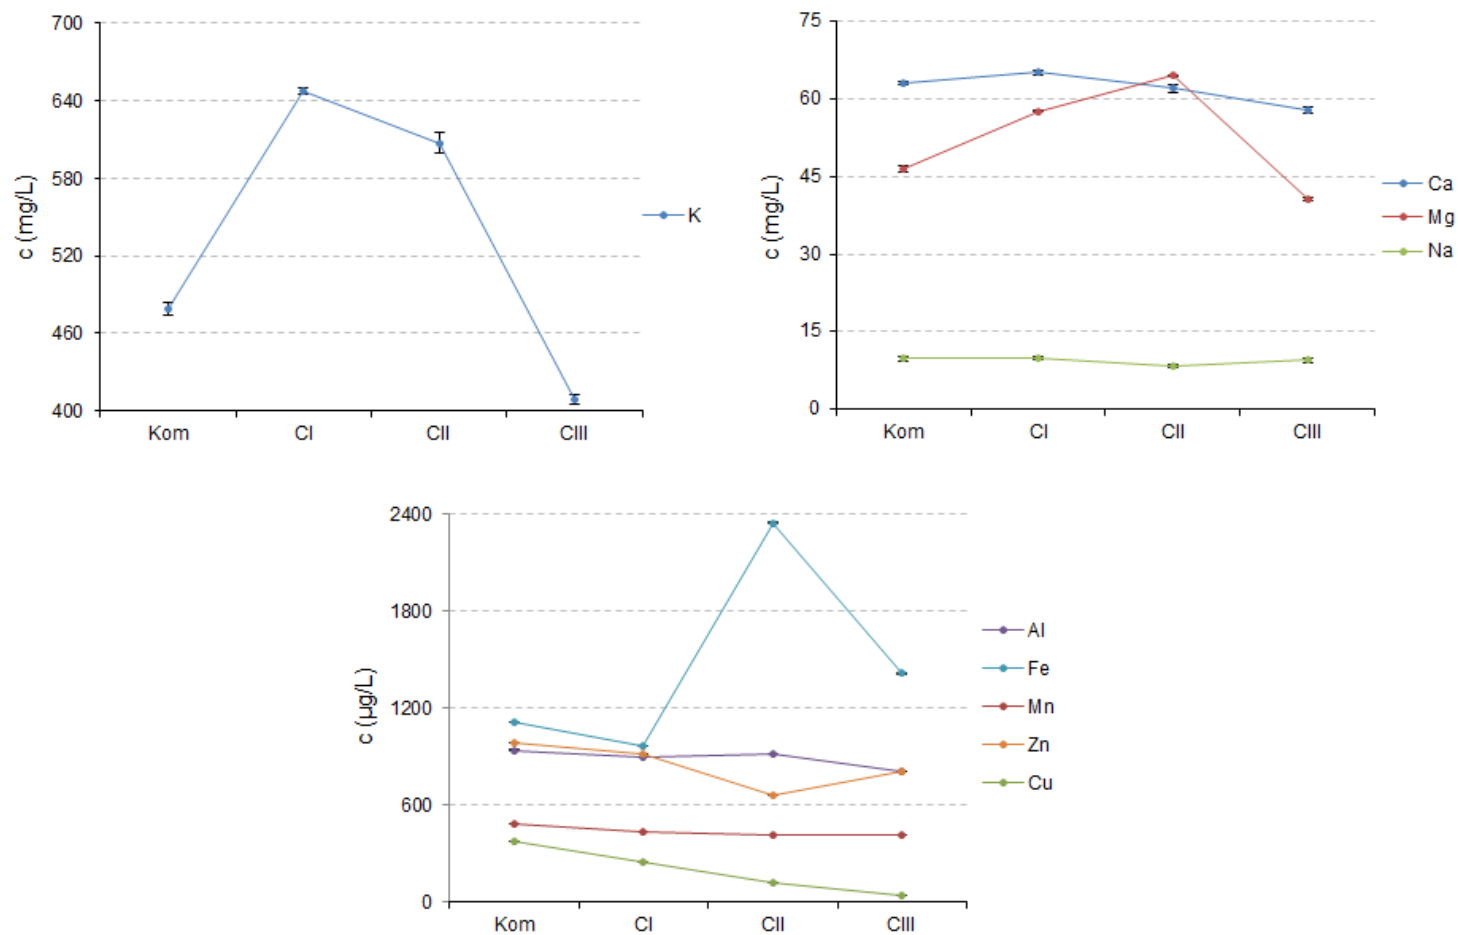 700
640
580
520
460
400
c (mg/L)
Kom CI CII CIII
K
75
60
45
30
15
0
c (mg/L)
Kom CI CII CIII
Ca
Mg
Na
2400
1800
1200
600
0
c (µg/L)
Kom CI CII CIII
Al
Fe
Mn
Zn
Cu